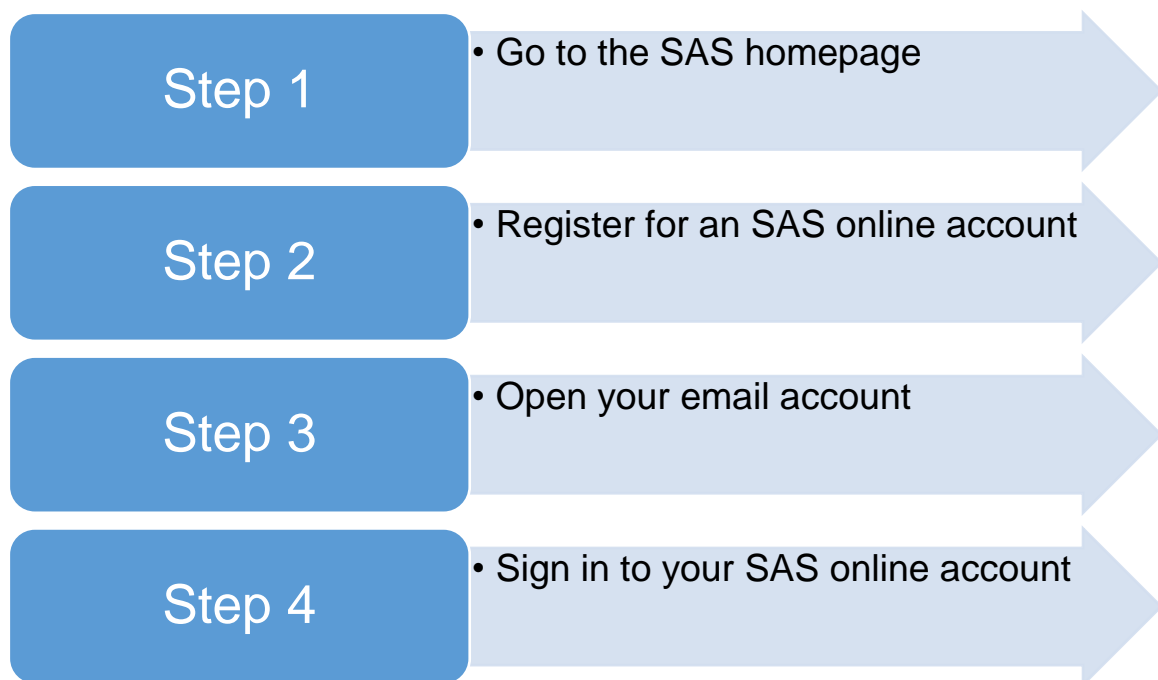 Step 1
• Go to the SAS homepage
Step 2
• Register for an SAS online account
Step 3
• Open your email account
Step 4
• Sign in to your SAS online account